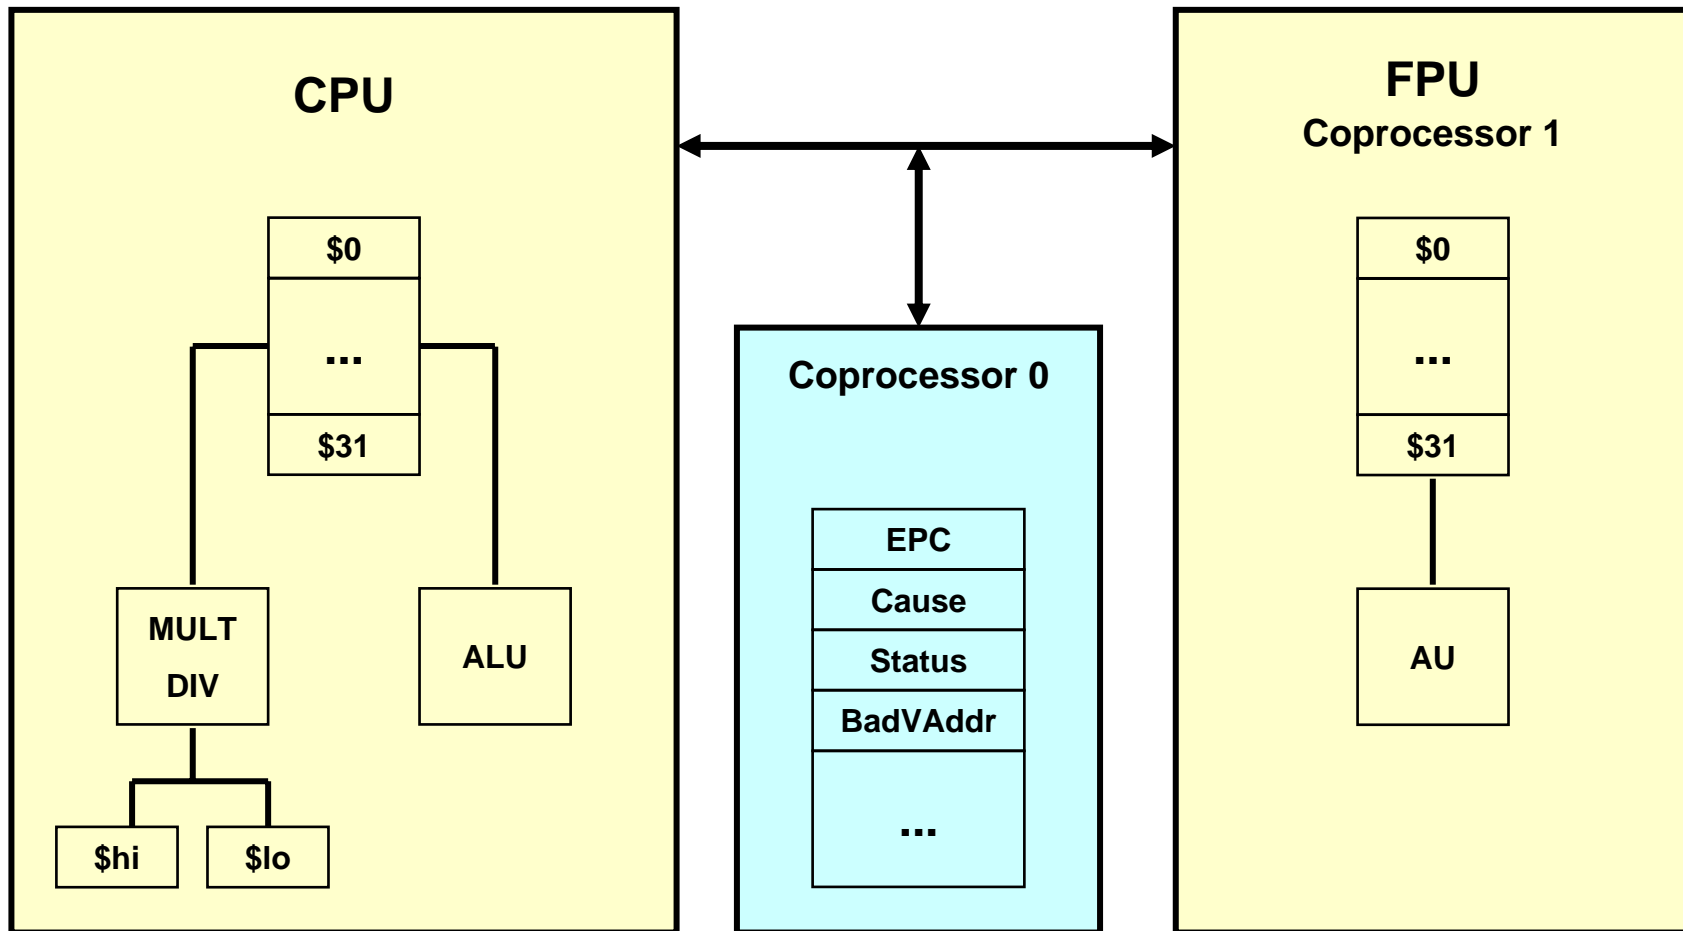 CPU
$0
...
$31
MULT
DIV
ALU
$hi
$lo
Coprocessor 0
EPC
Cause
Status
BadVAddr
...
FPU
Coprocessor 1
$0
...
$31
AU